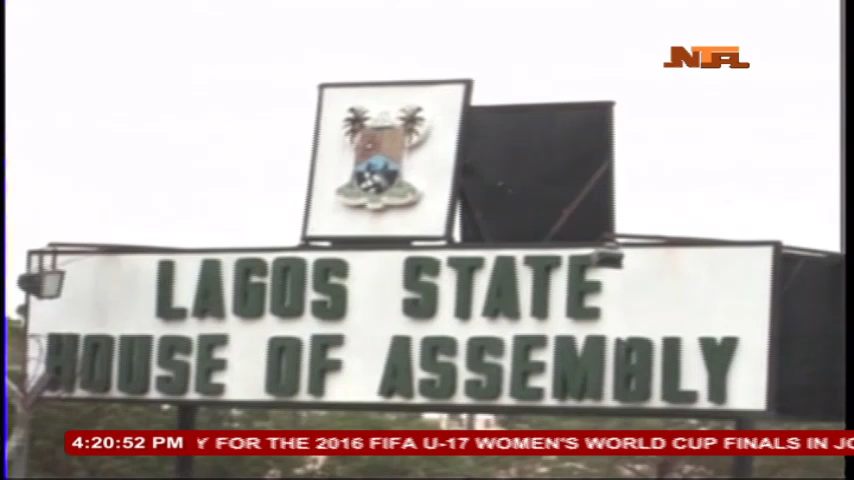 NTA
LAGOS STATE
HOUSE OF ASSEMBLY
4:20:52 PM Y FOR THE 2016 FIFA U-17 WOMEN'S WORLD CUP FINALS IN JO